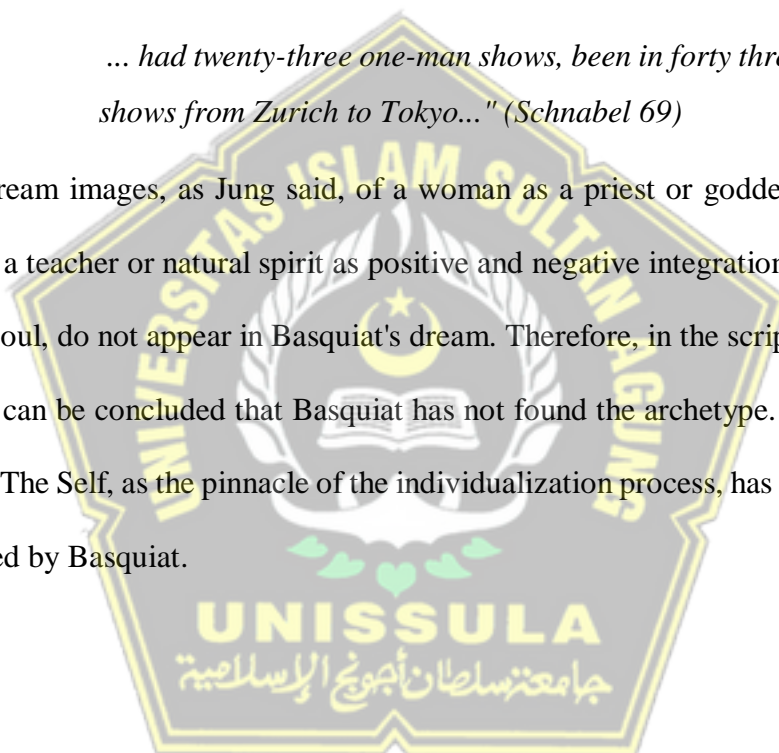 ... had twenty-three one-man shows, been in forty thre
shows from Zurich to Tokyo..." (Schnabel 69)
ream images, as Jung said, of a woman as a priest or godde
a teacher or natural spirit as positive and negative integration
oul, do not appear in Basquiat's dream. Therefore, in the scrip
can be concluded that Basquiat has not found the archetype.
The Self, as the pinnacle of the individualization process, has
ed by Basquiat.
UNIVERSITAS ISLAM SULTAN AGUNG
UNISSULA
جامعة سلطان أجونج الإسلامية